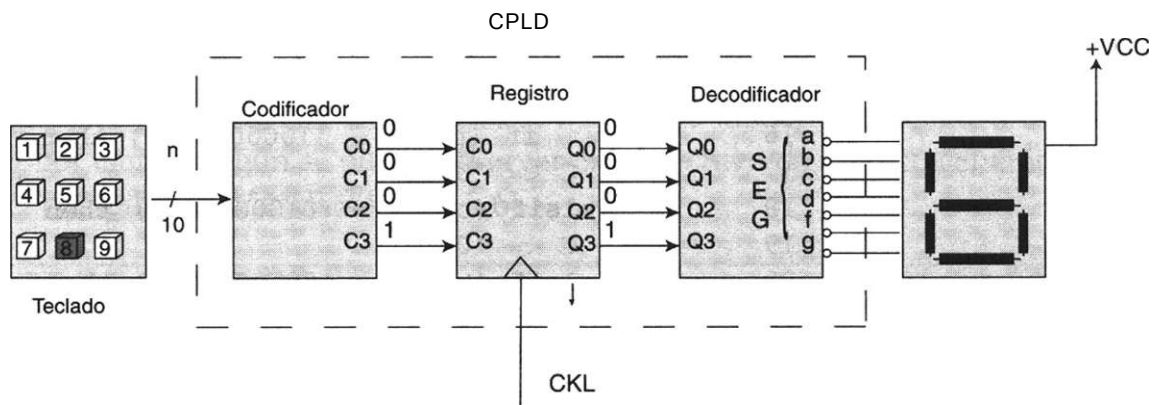 CPLD
+VCC
Codificador
Registro
Decodificador
1 2 3
4 5 6
7 8 9
Teclado
n
10
C0
C1
C2
C3
0
0
0
1
C0
C1
C2
C3
Q0
Q1
Q2
Q3
0
0
0
1
Q0
Q1
Q2
Q3
S
E
G
a
b
c
d
f
g
CKL